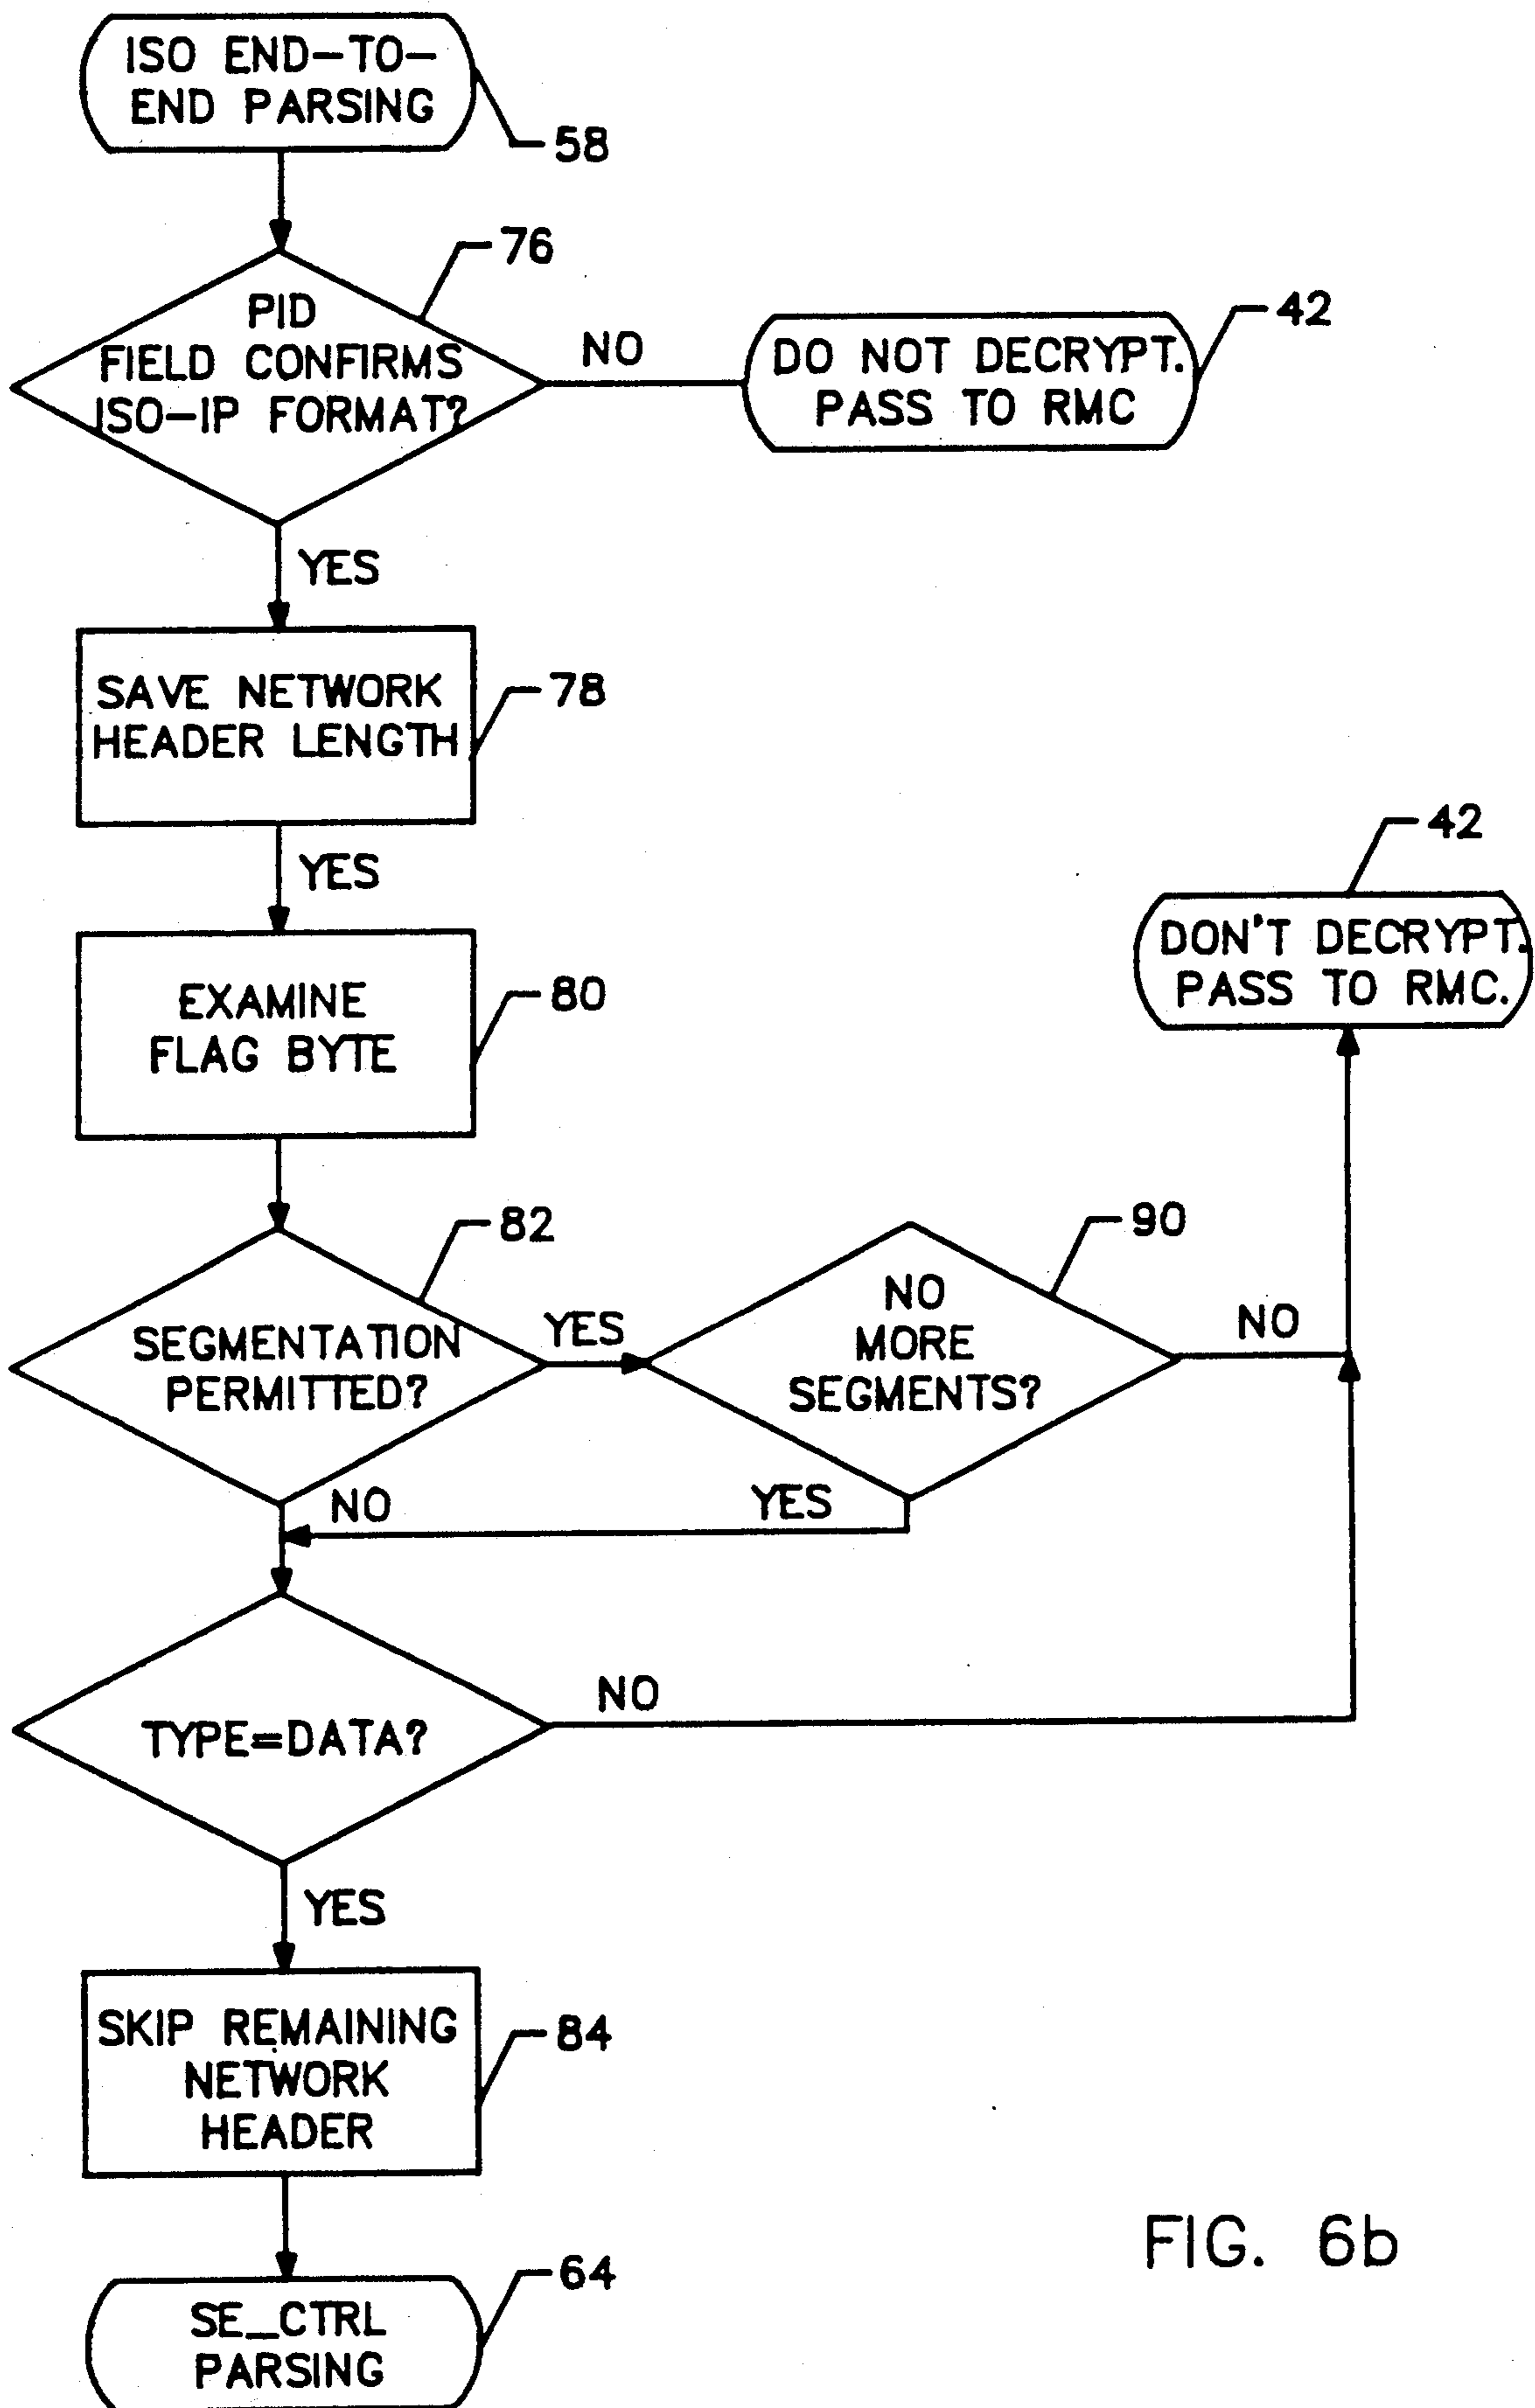 ISO END-TO-
END PARSING
58
76
PID
FIELD CONFIRMS
ISO-IP FORMAT?
NO
42
DO NOT DECRYPT.
PASS TO RMC
YES
SAVE NETWORK
HEADER LENGTH
78
YES
42
DON'T DECRYPT.
PASS TO RMC.
EXAMINE
FLAG BYTE
80
82
SEGMENTATION
PERMITTED?
YES
90
NO
MORE
SEGMENTS?
NO
NO
YES
TYPE=DATA?
NO
YES
SKIP REMAINING
NETWORK
HEADER
84
64
SE_CTRL
PARSING
FIG. 6b